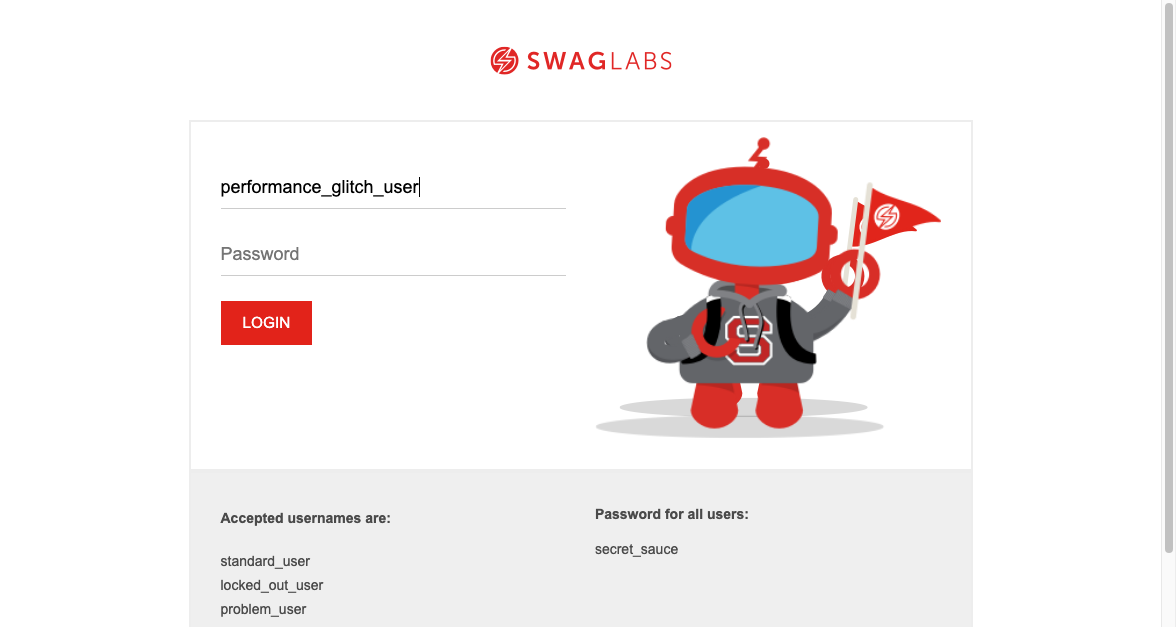 SWAGLABS
performance_glitch_user
Password
LOGIN
Accepted usernames are:
standard_user
locked_out_user
problem_user
Password for all users:
secret_sauce